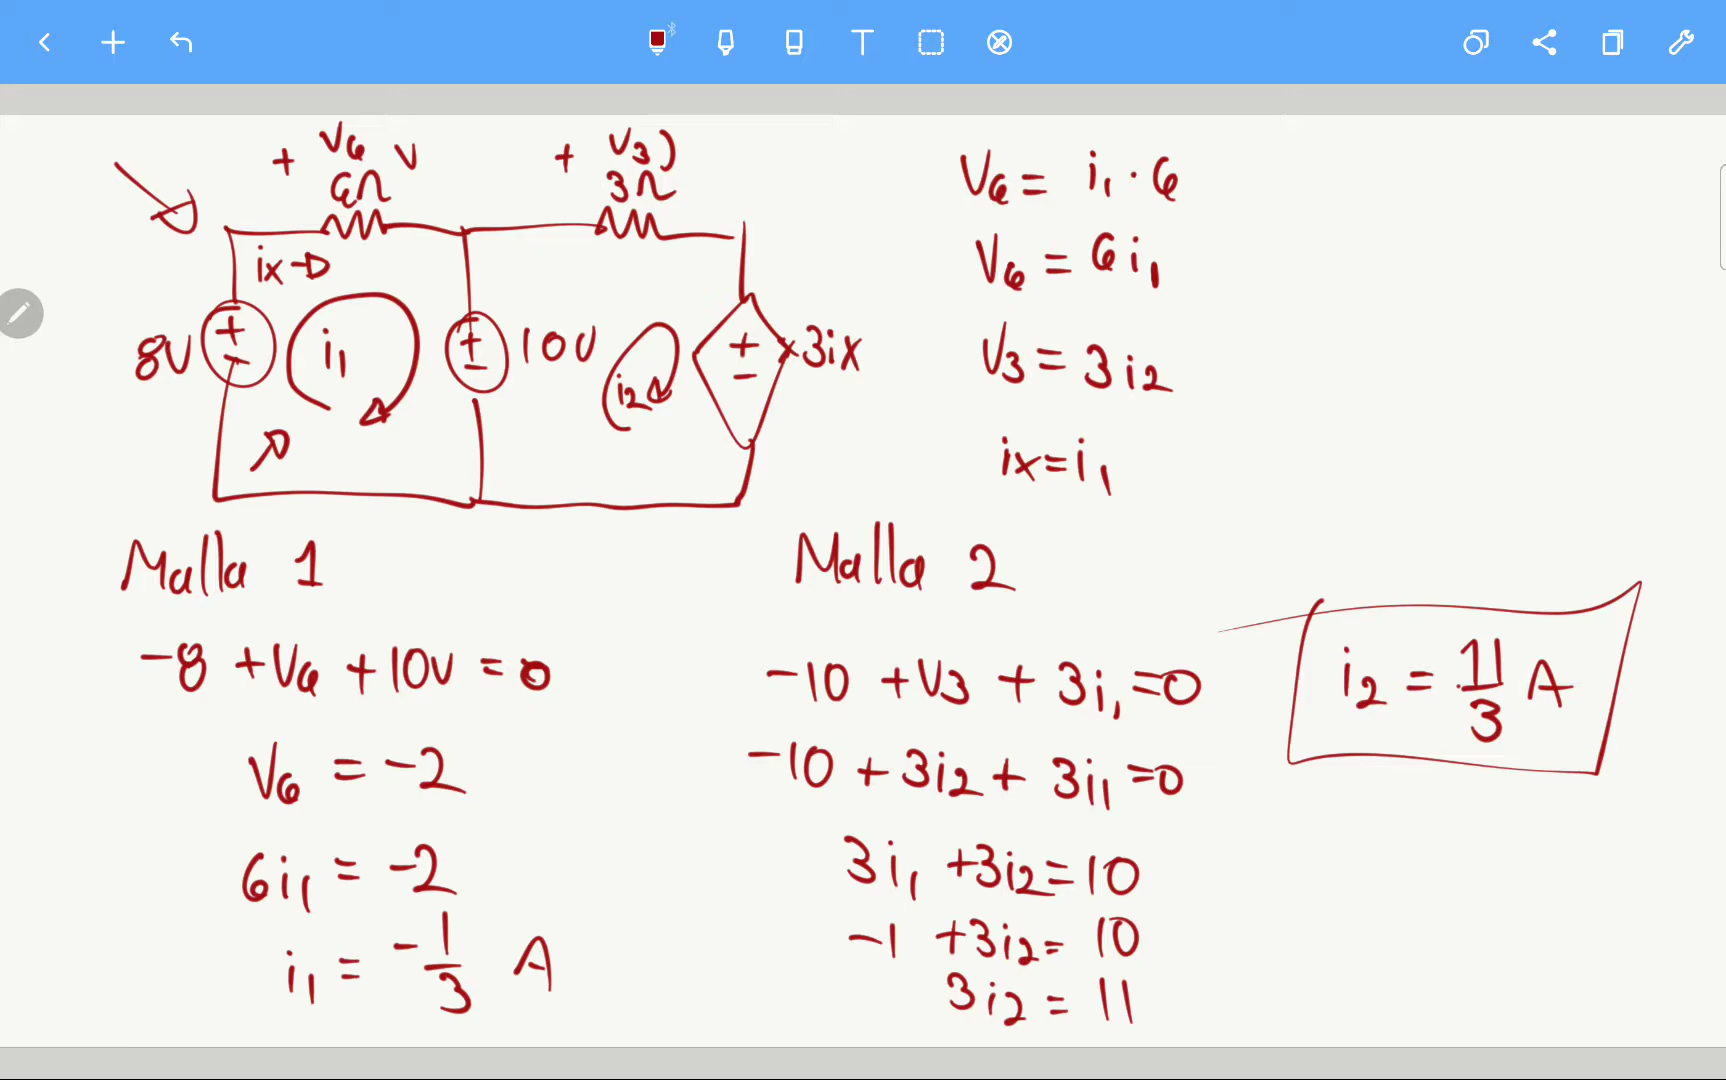 + V6 v
6Ω
+ V3)
3Ω
ix→
8V
+
-
i1
+
-
10V
i2
+
-
3ix
V6 = i1 · 6
V6 = 6i1
V3 = 3i2
ix = i1
Malla 1
-8 + V6 + 10V = 0
V6 = -2
6i1 = -2
i1 = -1/3 A
Malla 2
-10 + V3 + 3i1 = 0
-10 + 3i2 + 3i1 = 0
3i1 + 3i2 = 10
-1 + 3i2 = 10
3i2 = 11
i2 = 11/3 A